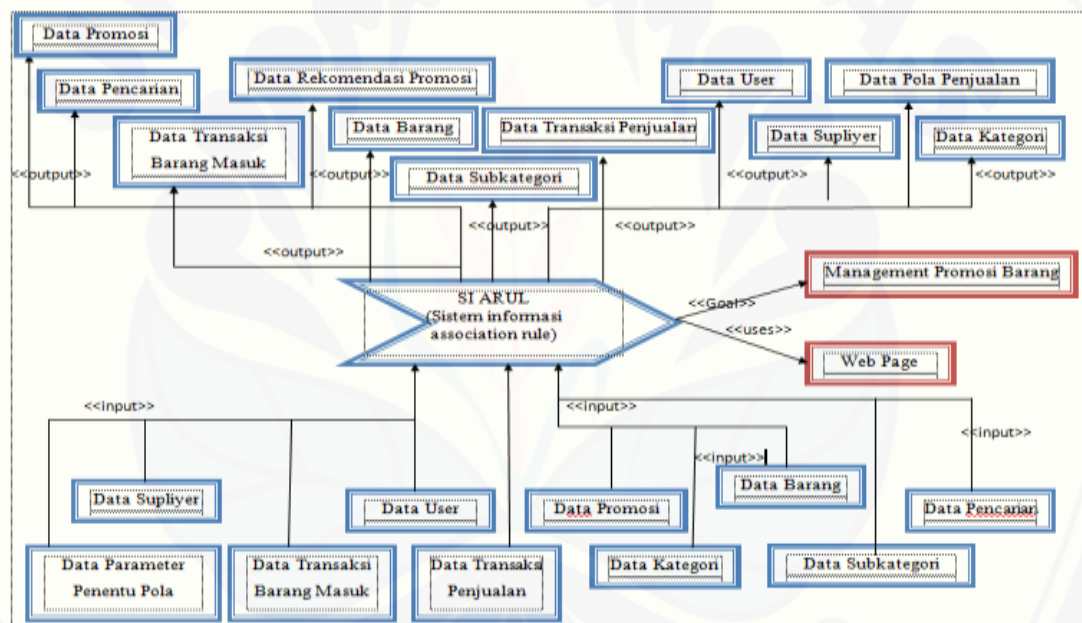 Data Promosi
Data Pencarian
Data Rekomendasi Promosi
Data User
Data Pola Penjualan
Data Transaksi
Barang Masuk
Data Barang
Data Transaksi Penjualan
Data Supliyer
Data Kategori
Data Subkategori
<<output>>
<<output>>
<<output>>
<<output>>
<<output>>
<<output>>
<<output>>
SI ARUL
(Sistem informasi
association rule)
<<Goal>>
Management Promosi Barang
<<uses>>
Web Page
<<input>>
<<input>>
<<input>>
<<input>>
Data Supliyer
Data User
Data Promosi
Data Barang
Data Pencarian
Data Parameter
Penentu Pola
Data Transaksi
Barang Masuk
Data Transaks
Penjualan
Data Kategori
Data Subkategori